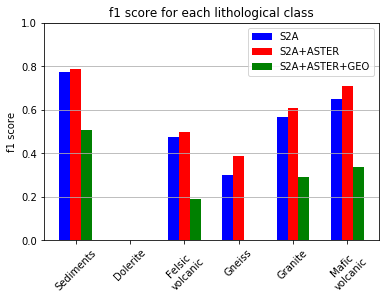 f1 score for each lithological class
f1 score
1.0
0.8
0.6
0.4
0.2
0.0
S2A
S2A+ASTER
S2A+ASTER+GEO
Sediments
Dolerite
Felsic
volcanic
Gneiss
Granite
Mafic
volcanic